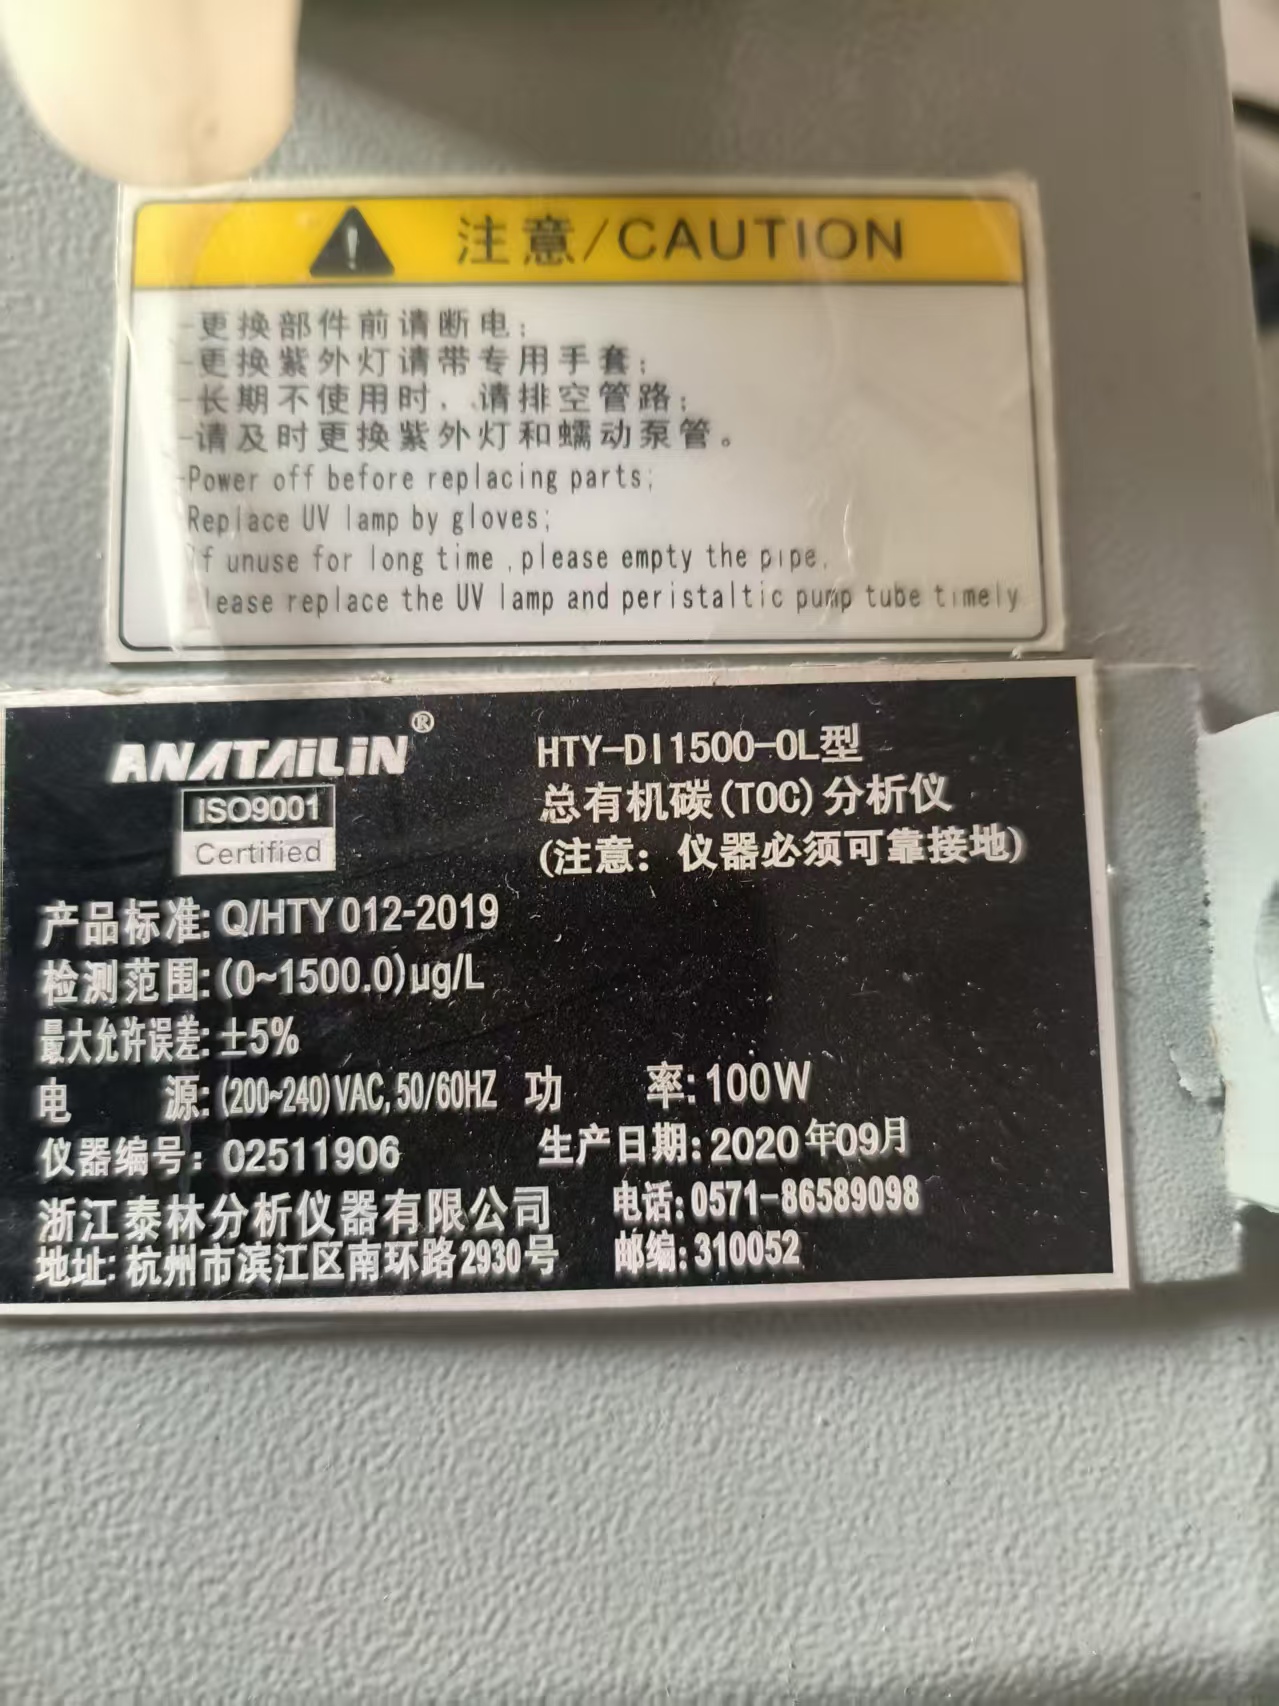 注意/CAUTION
-更换部件前请断电;
-更换紫外灯请带专用手套;
-长期不使用时,请排空管路;
-请及时更换紫外灯和蠕动泵管。
-Power off before replacing parts;
Replace UV lamp by gloves;
If unuse for long time ,please empty the pipe.
lease replace the UV lamp and peristaltic pump tube timely
ANATAILIN®
ISO9001
Certified
HTY-DI1500-OL型
总有机碳(TOC)分析仪
(注意: 仪器必须可靠接地)
产品标准: Q/HTY 012-2019
检测范围: (0~1500.0)μg/L
最大允许误差: ±5%
电 源: (200~240)VAC, 50/60HZ 功 率: 100W
仪器编号: 02511906 生产日期: 2020年09月
浙江泰林分析仪器有限公司 电话: 0571-86589098
地址: 杭州市滨江区南环路2930号 邮编: 310052